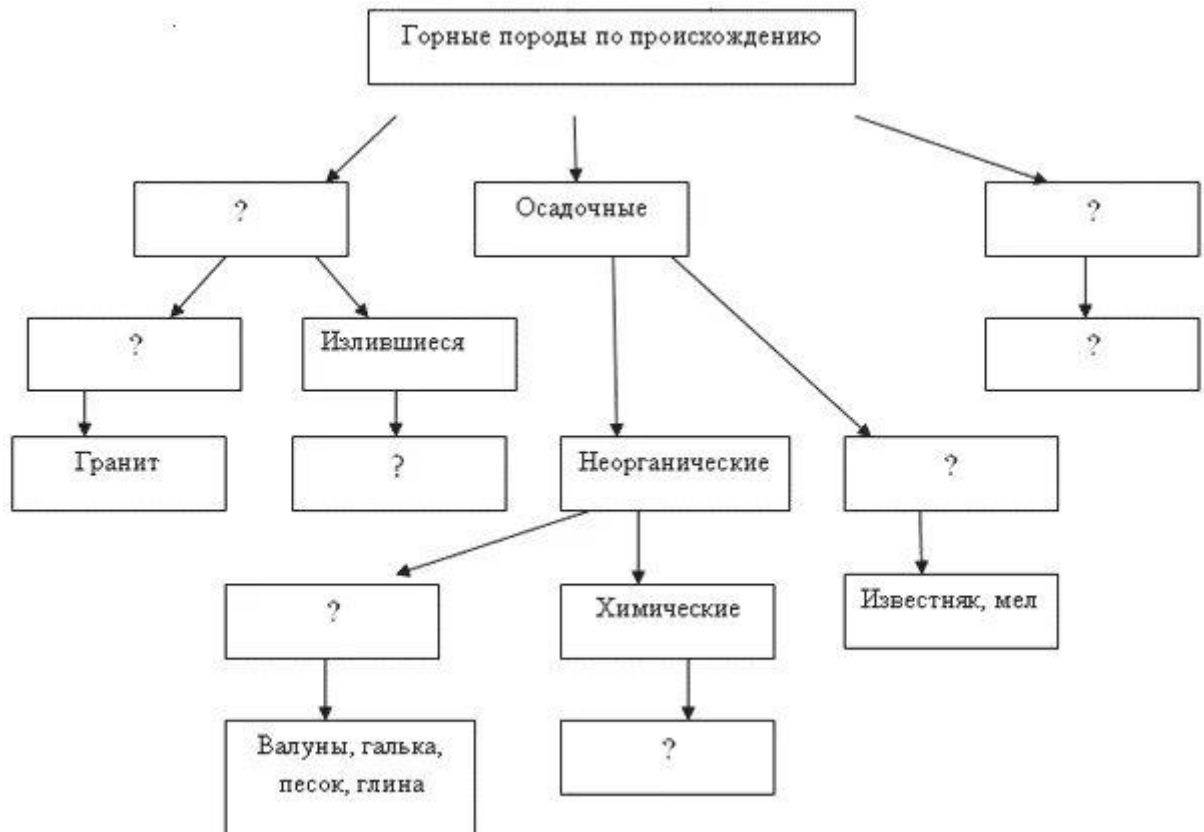 Горные породы по происхождению
?
Осадочные
?
?
Излившиеся
?
Гранит
?
Неорганические
?
?
Химические
Известняк, мел
Валуны, галька,
песок, глина
?